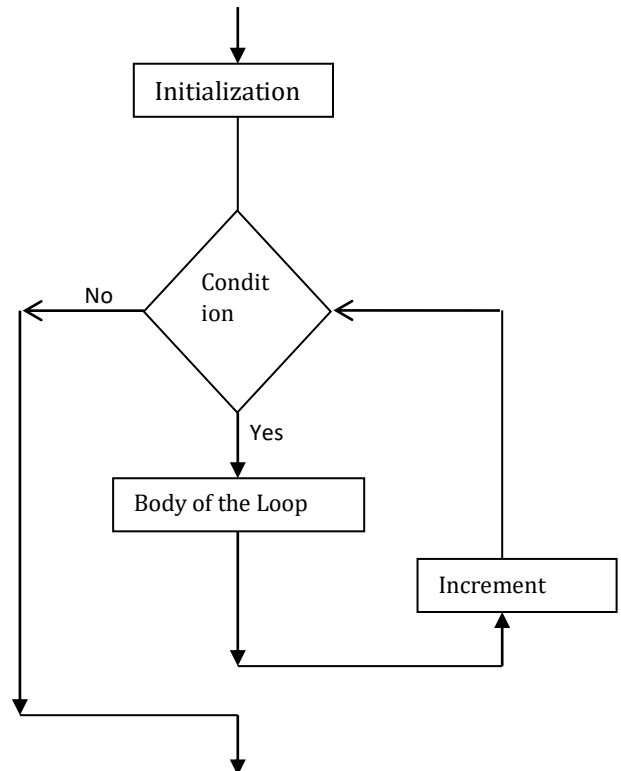 Initialization
Condit
ion
No
Yes
Body of the Loop
Increment